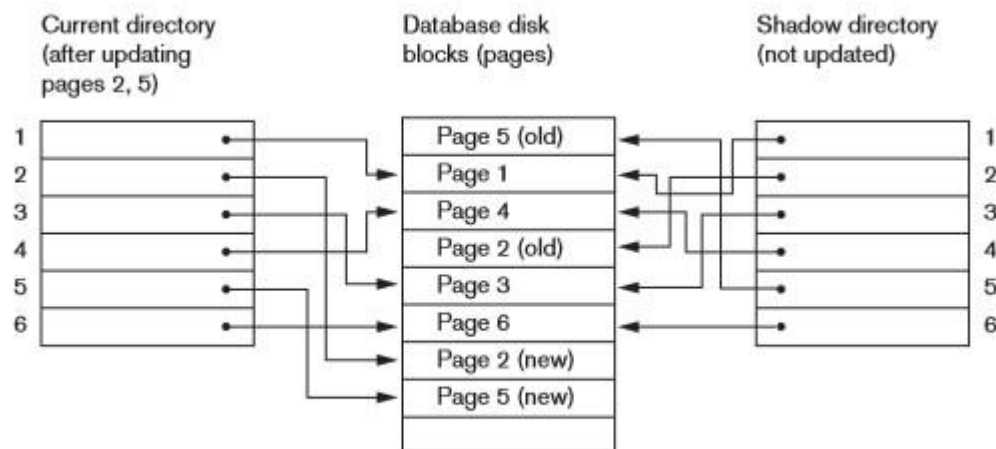 Current directory
(after updating
pages 2, 5)
Database disk
blocks (pages)
Shadow directory
(not updated)
1
2
3
4
5
6
Page 5 (old)
Page 1
Page 4
Page 2 (old)
Page 3
Page 6
Page 2 (new)
Page 5 (new)
1
2
3
4
5
6